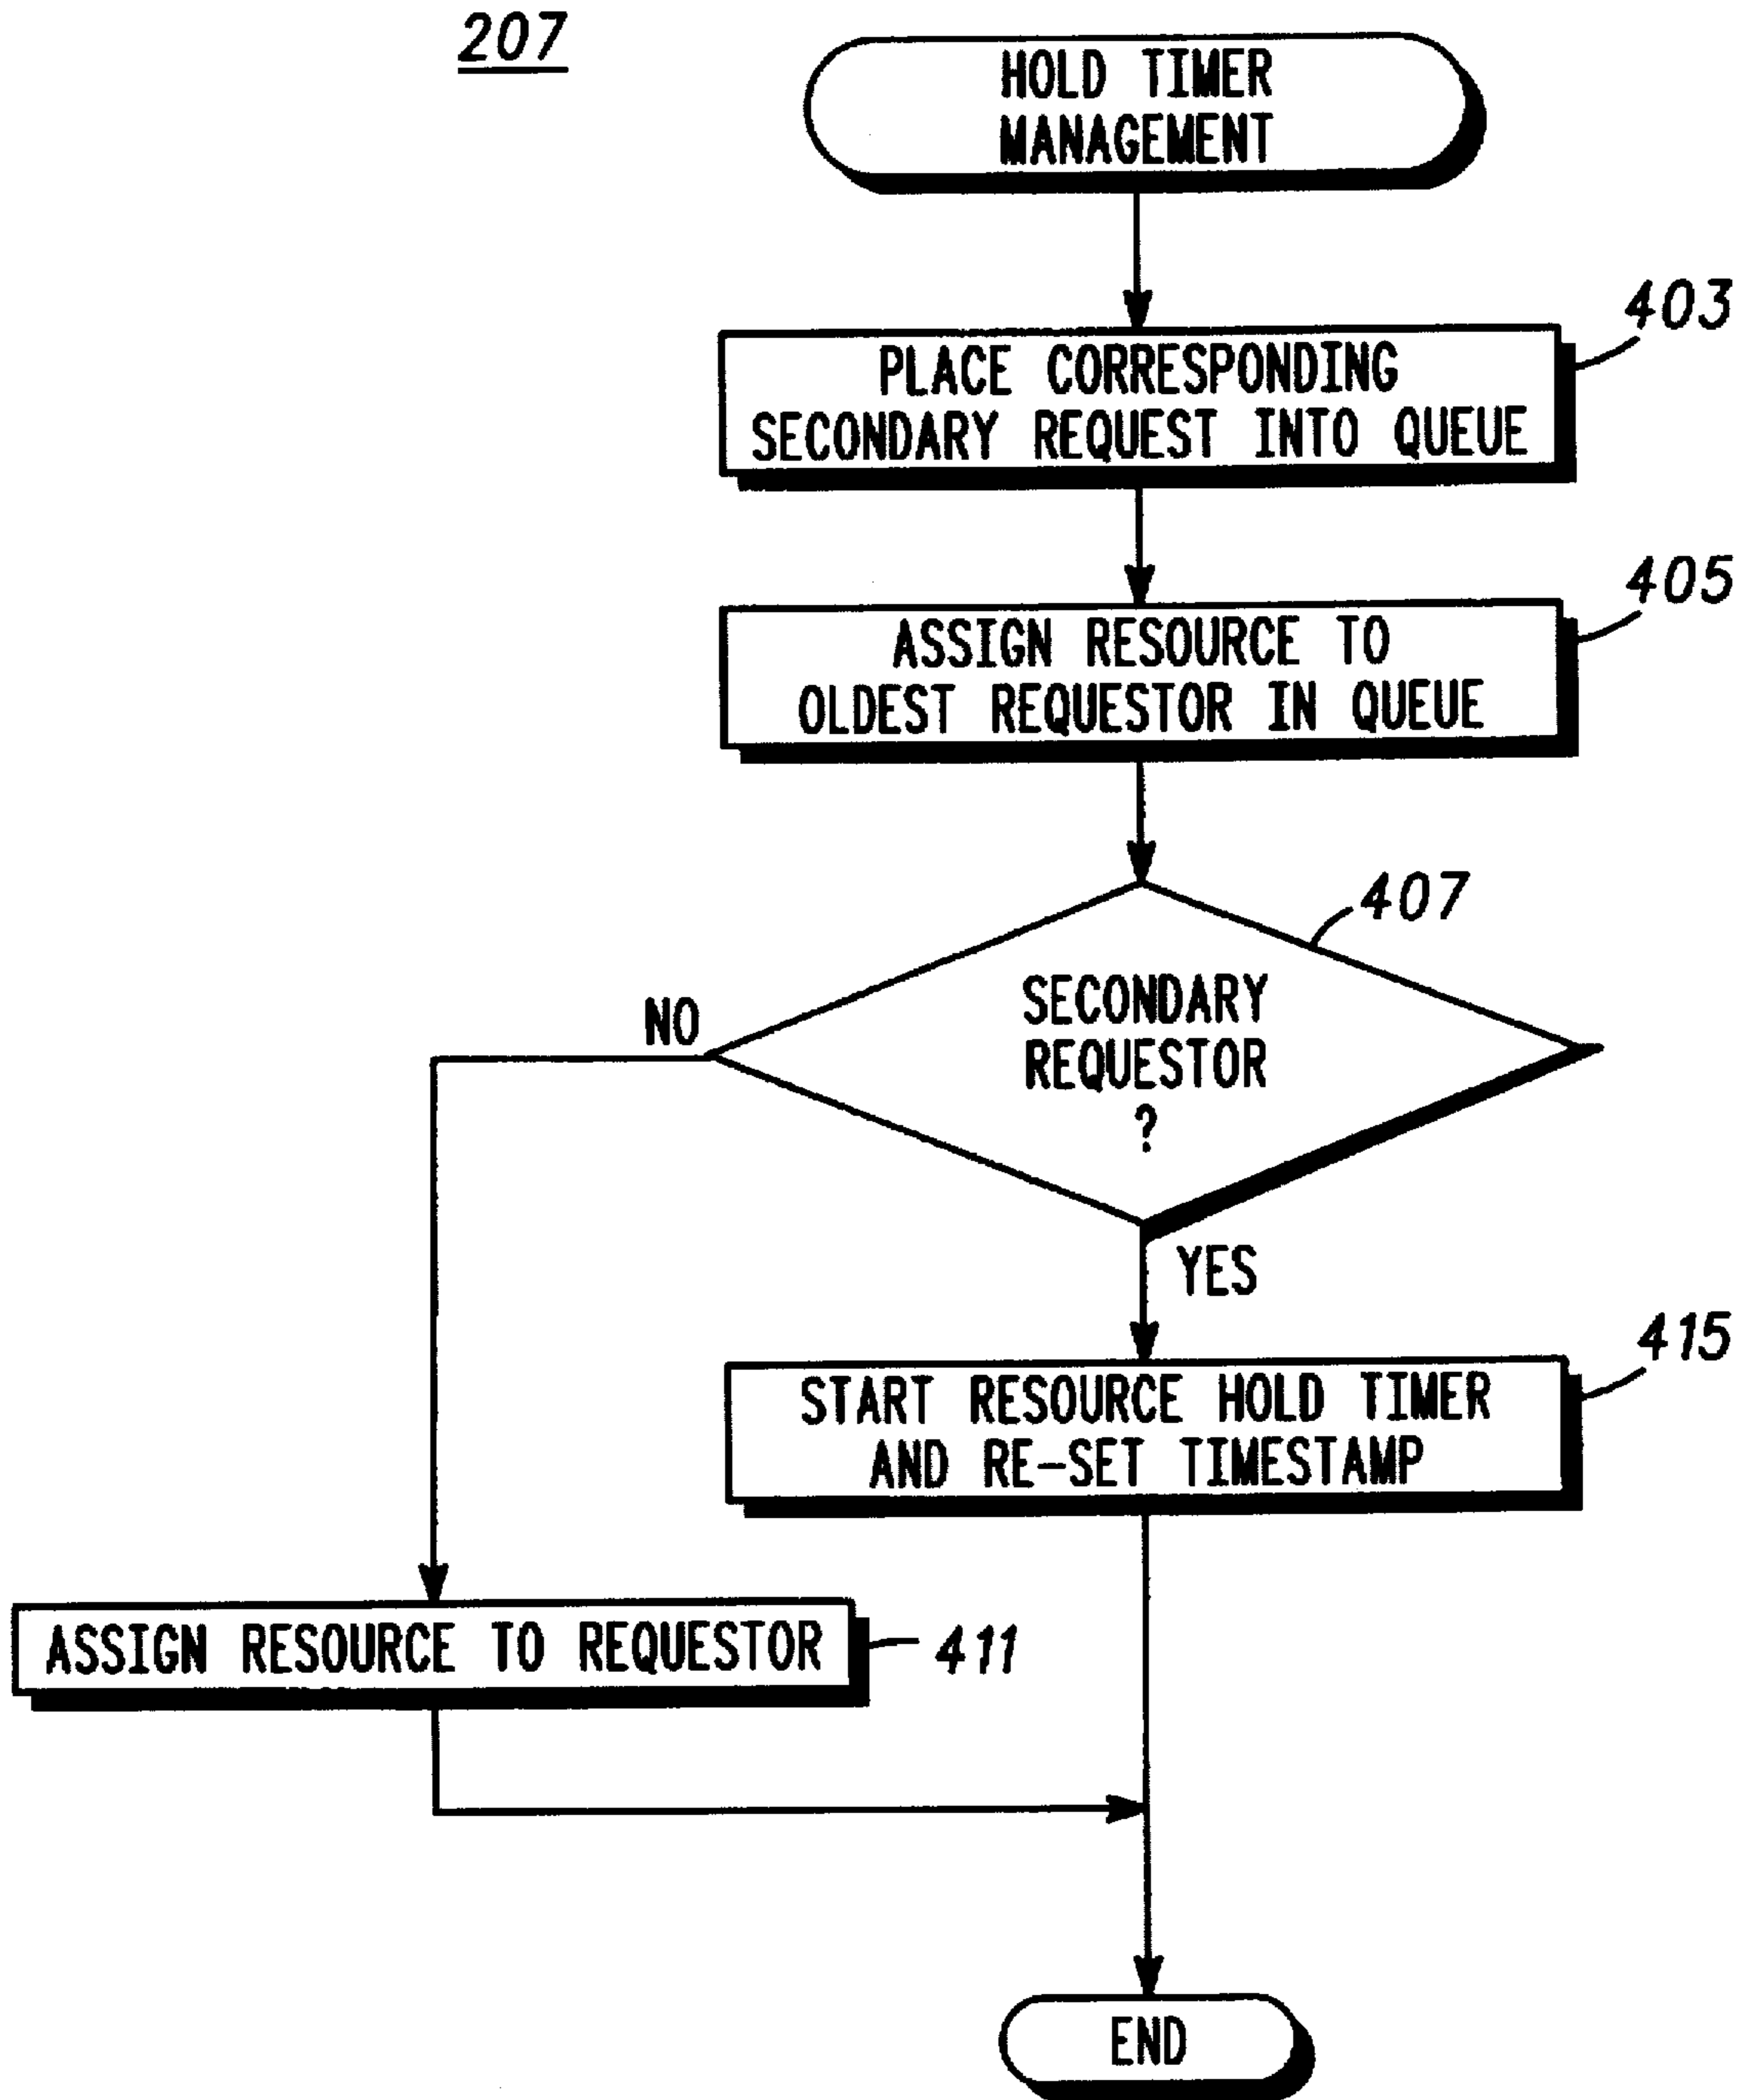 207
HOLD TIMER
MANAGEMENT
403
PLACE CORRESPONDING
SECONDARY REQUEST INTO QUEUE
405
ASSIGN RESOURCE TO
OLDEST REQUESTOR IN QUEUE
407
SECONDARY
REQUESTOR
?
NO
YES
415
START RESOURCE HOLD TIMER
AND RE-SET TIMESTAMP
ASSIGN RESOURCE TO REQUESTOR
411
END